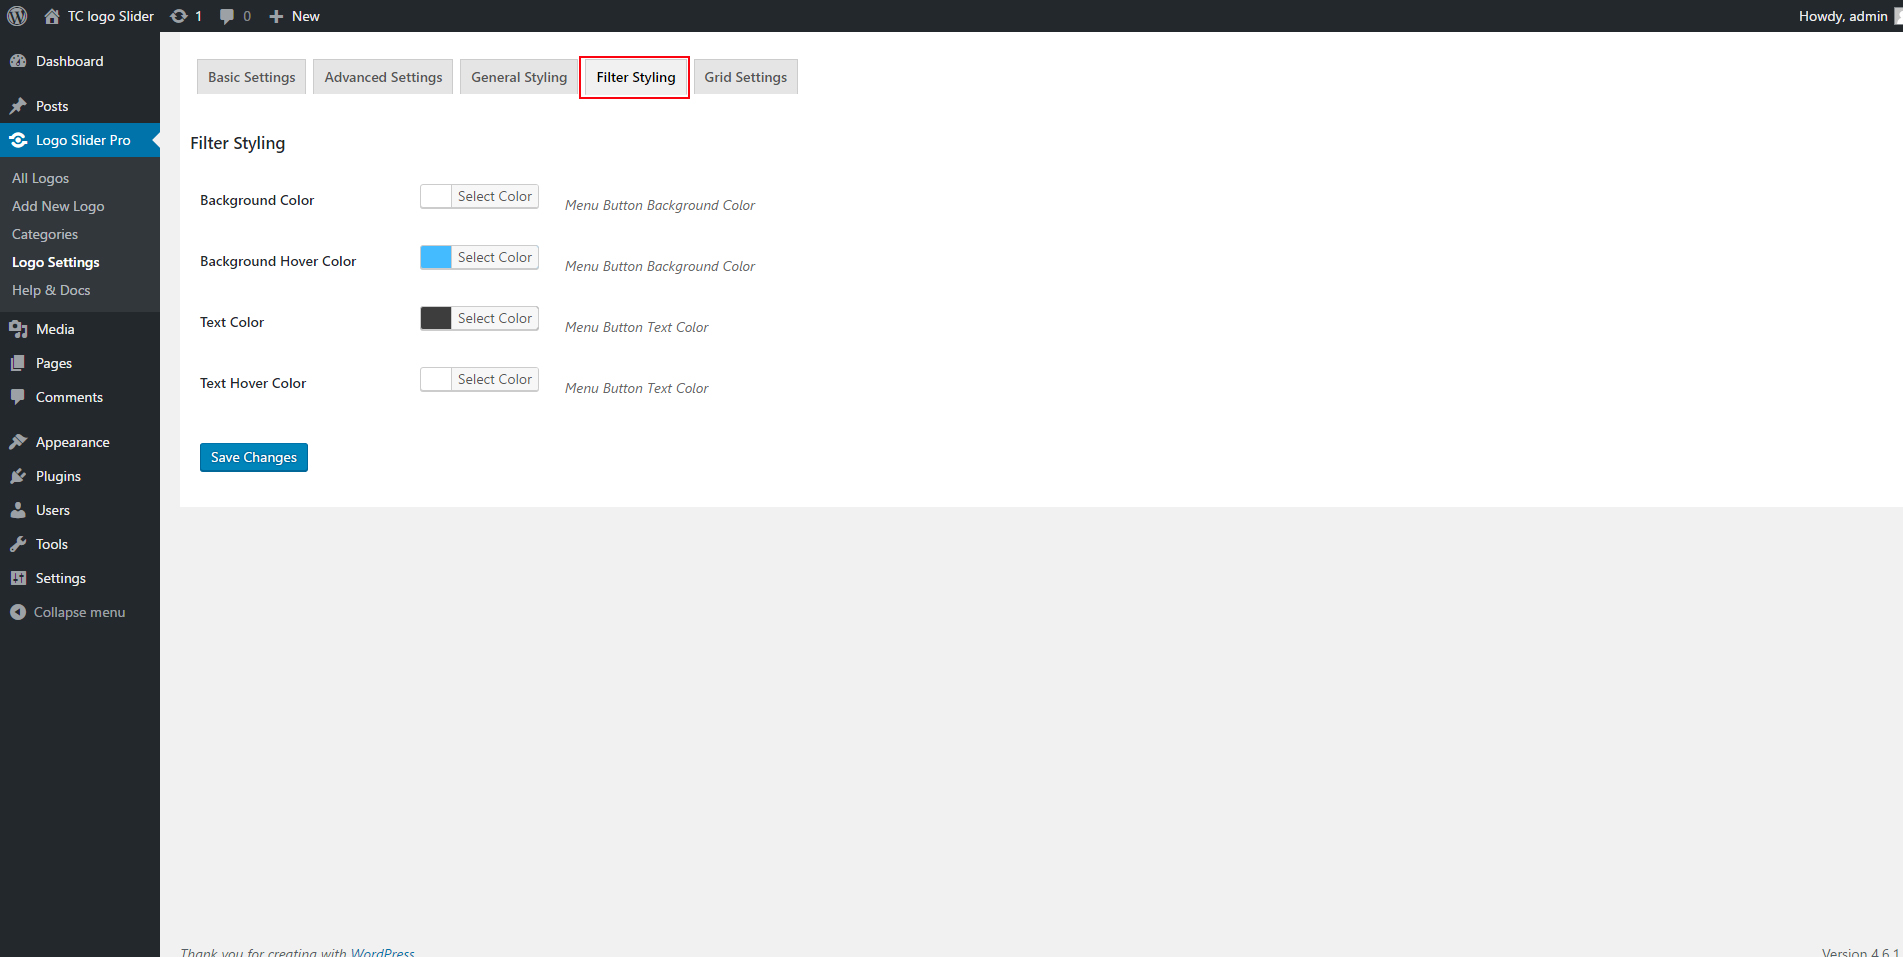 TC logo Slider 1 0 New Howdy, admin
Dashboard
Posts
Logo Slider Pro
All Logos
Add New Logo
Categories
Logo Settings
Help & Docs
Media
Pages
Comments
Appearance
Plugins
Users
Tools
Settings
Collapse menu
Basic Settings Advanced Settings General Styling Filter Styling Grid Settings
Filter Styling
Background Color Select Color Menu Button Background Color
Background Hover Color Select Color Menu Button Background Color
Text Color Select Color Menu Button Text Color
Text Hover Color Select Color Menu Button Text Color
Save Changes
Thank you for creating with WordPress Version 4.6.1